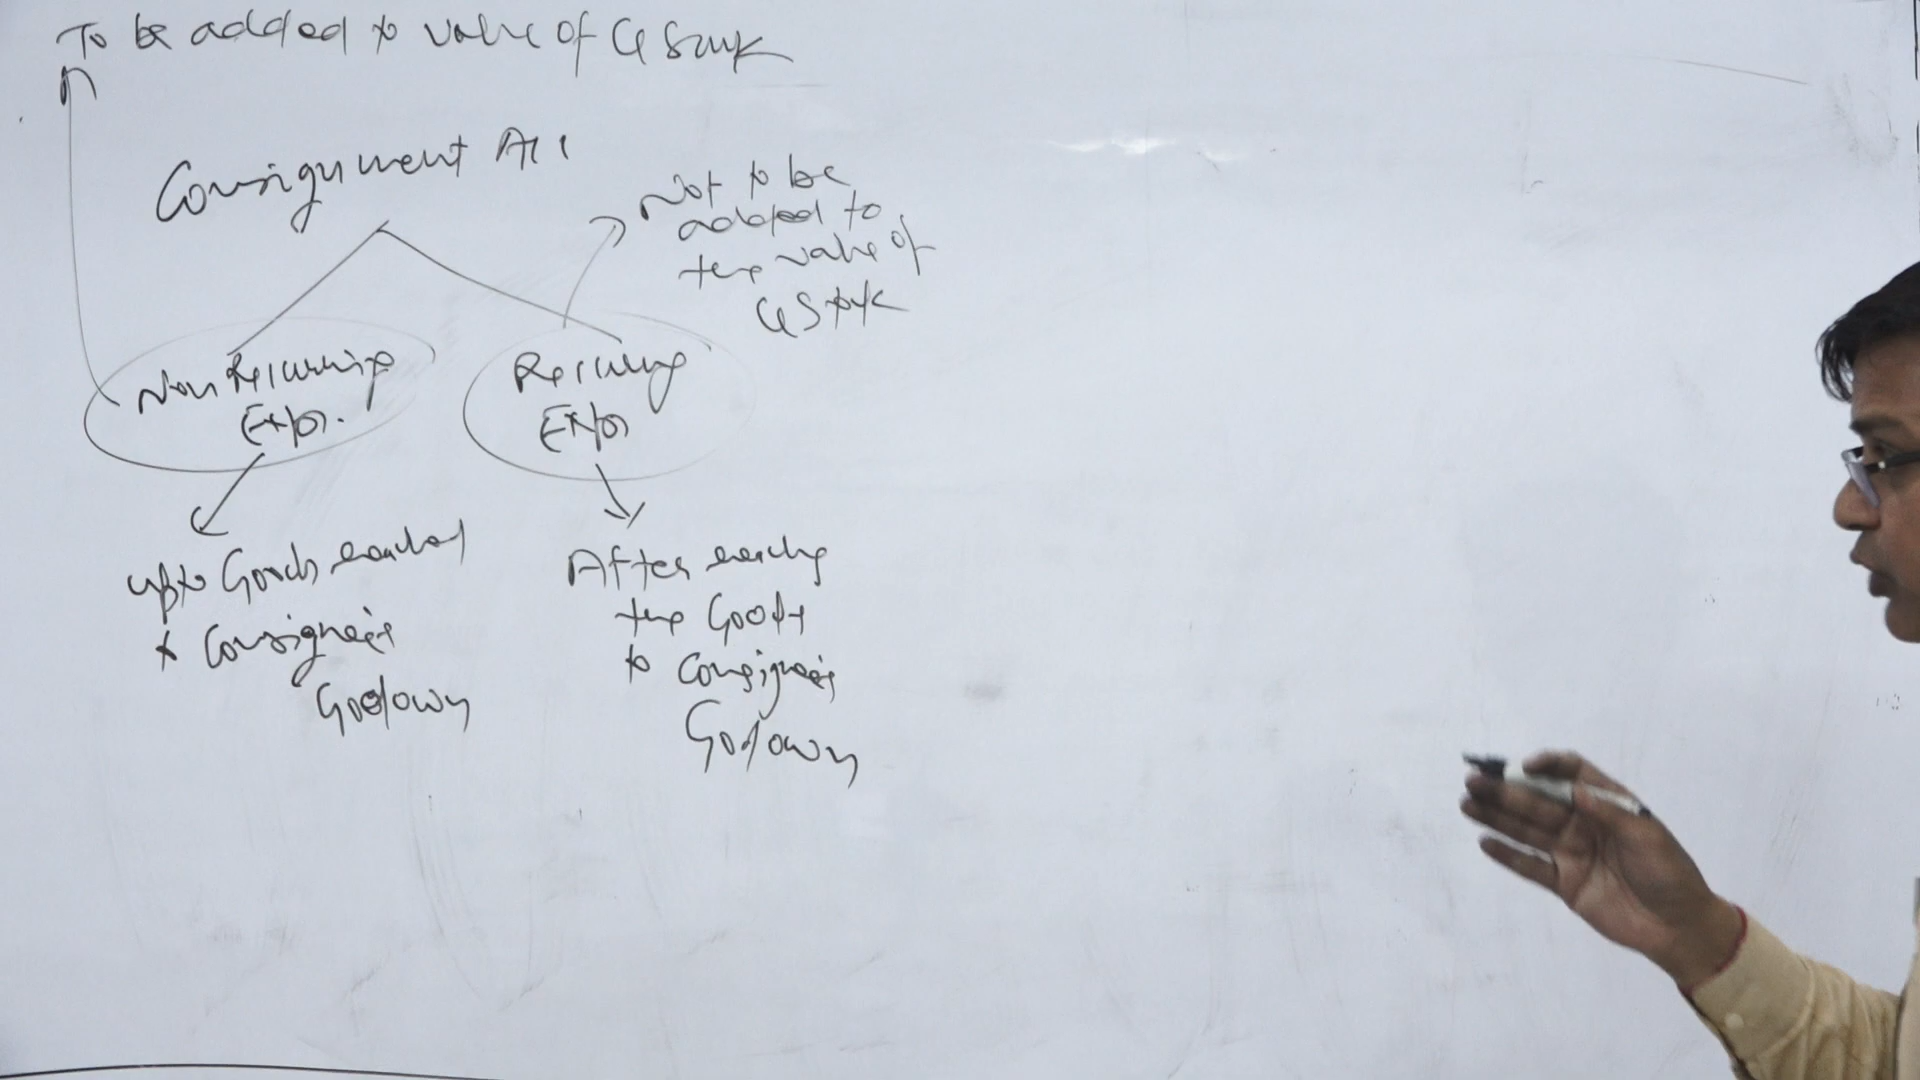 To be added to value of Cl Stock
Consignment A/c
Not to be
added to
the value of
Cl Stock
Non Recurring
Exp.
Recurring
Exp
upto Goods reached
to Consignee's
Godown
After reaching
the Goods
to Consignee's
Godown